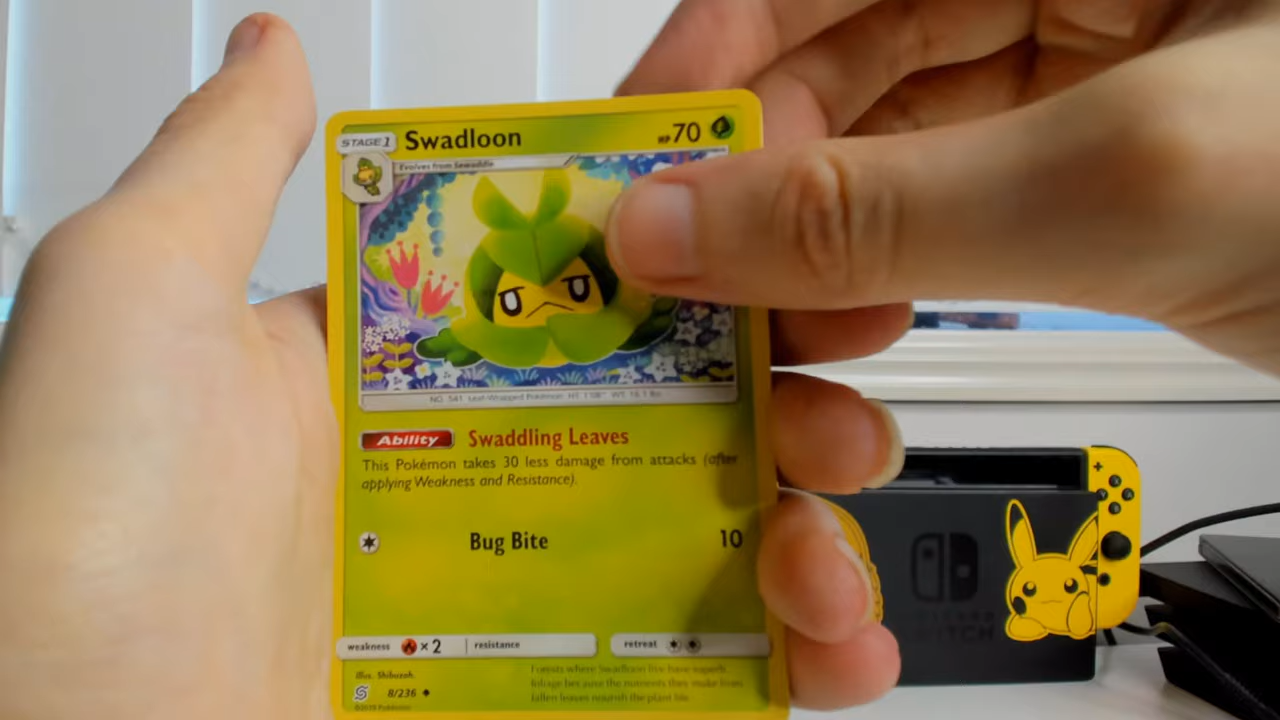 STAGE 1 Swadloon HP 70
Evolves from Sewaddle
NO. 541 Leaf-Wrapped Pokémon HT: 1'08" WT: 16.1 lbs.
Ability Swaddling Leaves
This Pokémon takes 30 less damage from attacks (after
applying Weakness and Resistance).
Bug Bite 10
weakness ×2 resistance retreat
Illus. Shibuzoh.
8/236
©2019 Pokémon
Forests where Swadloon live have superb
foliage because the nutrients they make from
fallen leaves nourish the plant life.